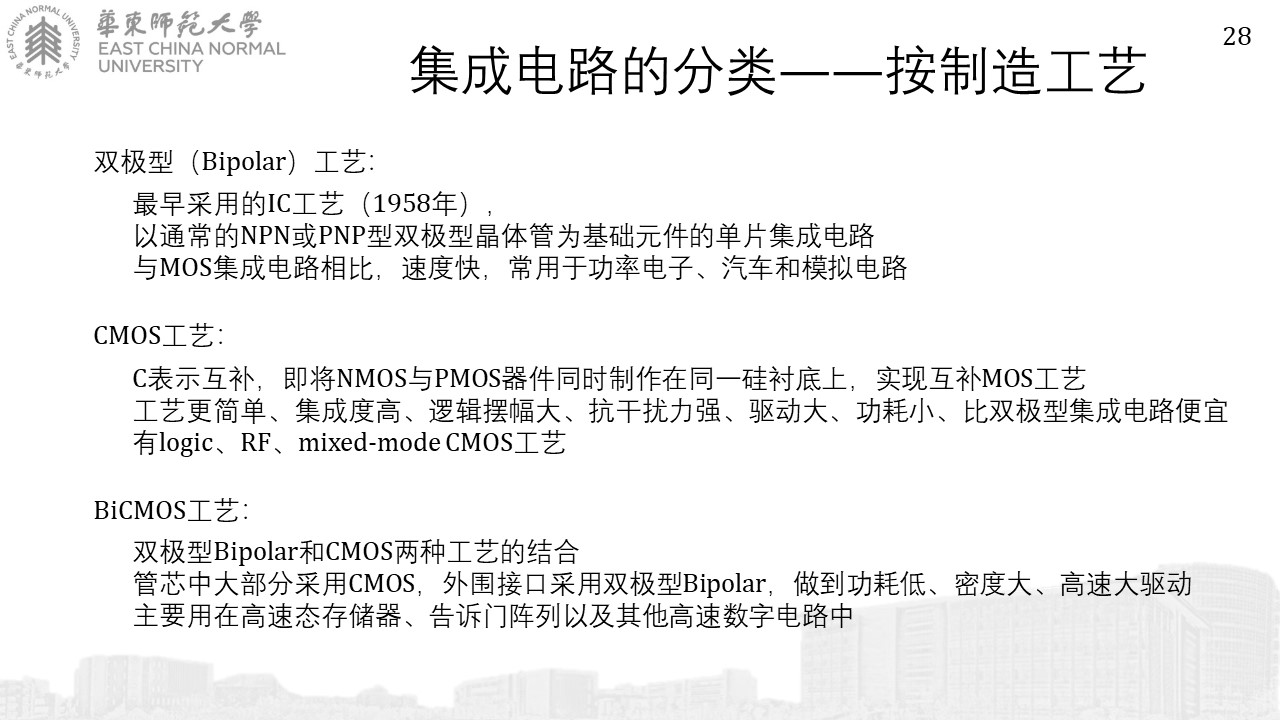 EAST CHINA NORMAL UNIVERSITY
華東師範大學
華東師範大學
EAST CHINA NORMAL
UNIVERSITY
28
集成电路的分类——按制造工艺
双极型（Bipolar）工艺：
最早采用的IC工艺（1958年），
以通常的NPN或PNP型双极型晶体管为基础元件的单片集成电路
与MOS集成电路相比，速度快，常用于功率电子、汽车和模拟电路
CMOS工艺：
C表示互补，即将NMOS与PMOS器件同时制作在同一硅衬底上，实现互补MOS工艺
工艺更简单、集成度高、逻辑摆幅大、抗干扰力强、驱动大、功耗小、比双极型集成电路便宜
有logic、RF、mixed-mode CMOS工艺
BiCMOS工艺：
双极型Bipolar和CMOS两种工艺的结合
管芯中大部分采用CMOS，外围接口采用双极型Bipolar，做到功耗低、密度大、高速大驱动
主要用在高速态存储器、告诉门阵列以及其他高速数字电路中